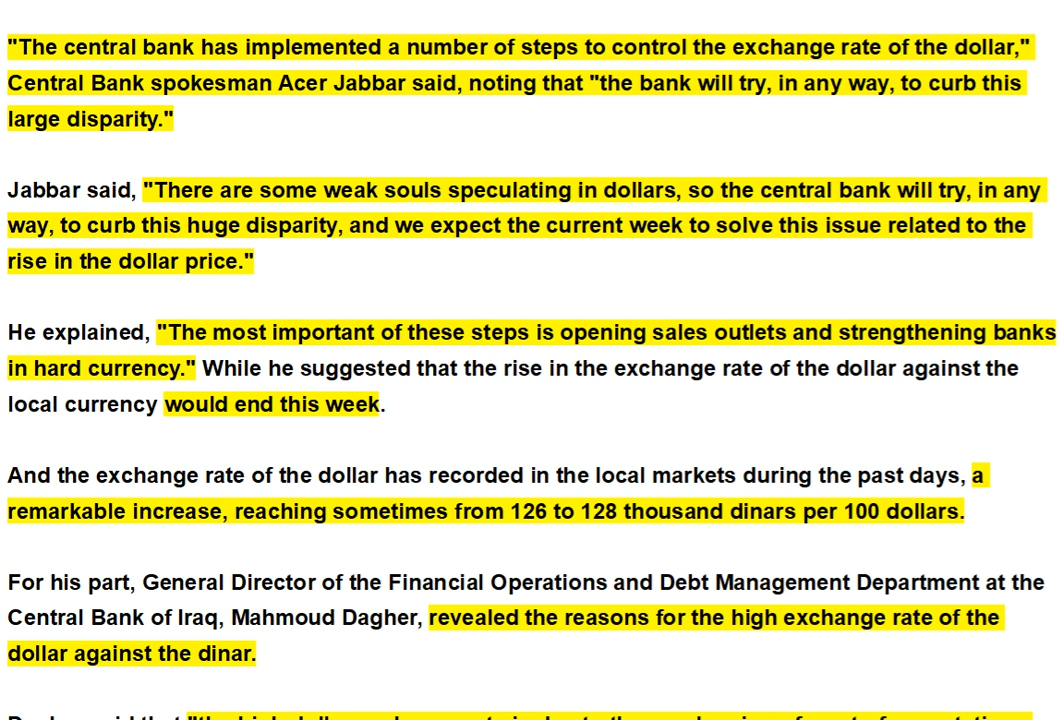 "The central bank has implemented a number of steps to control the exchange rate of the dollar,"
Central Bank spokesman Acer Jabbar said, noting that "the bank will try, in any way, to curb this
large disparity."
Jabbar said, "There are some weak souls speculating in dollars, so the central bank will try, in any
way, to curb this huge disparity, and we expect the current week to solve this issue related to the
rise in the dollar price."
He explained, "The most important of these steps is opening sales outlets and strengthening banks
in hard currency." While he suggested that the rise in the exchange rate of the dollar against the
local currency would end this week.
And the exchange rate of the dollar has recorded in the local markets during the past days, a
remarkable increase, reaching sometimes from 126 to 128 thousand dinars per 100 dollars.
For his part, General Director of the Financial Operations and Debt Management Department at the
Central Bank of Iraq, Mahmoud Dagher, revealed the reasons for the high exchange rate of the
dollar against the dinar.